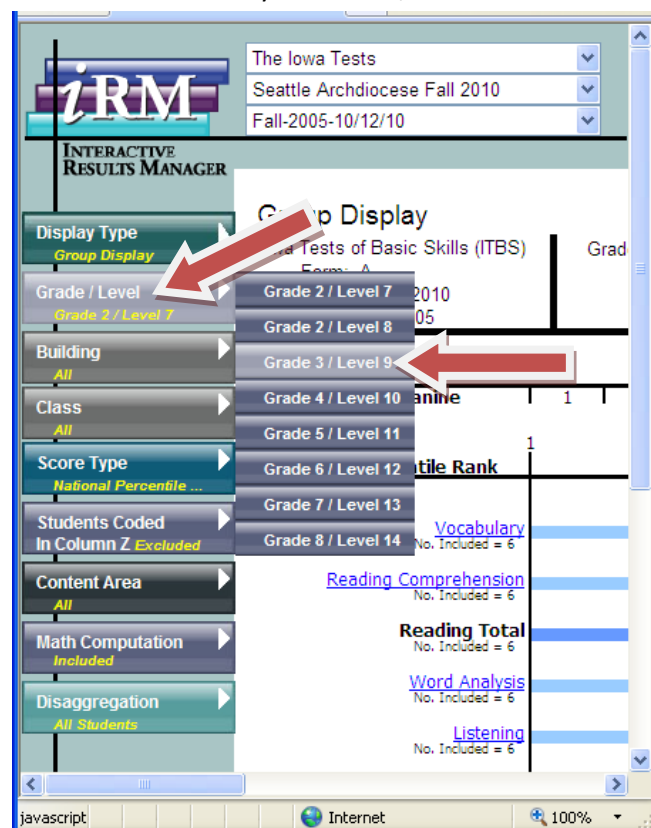 The Iowa Tests
Seattle Archdiocese Fall 2010
Fall-2005-10/12/10
iRM
INTERACTIVE
RESULTS MANAGER
Group Display
Tests of Basic Skills (ITBS)
Grad
Display Type
Group Display
Grade / Level
Grade 2 / Level 7
Building
All
Class
All
Score Type
National Percentile ...
Students Coded
In Column Z Excluded
Content Area
All
Math Computation
Included
Disaggregation
All Students
Grade 2 / Level 7
Grade 2 / Level 8
Grade 3 / Level 9
Grade 4 / Level 10
Grade 5 / Level 11
Grade 6 / Level 12
Grade 7 / Level 13
Grade 8 / Level 14
2010
05
anine
1
1
tile Rank
Vocabulary
No. Included = 6
Reading Comprehension
No. Included = 6
Reading Total
No. Included = 6
Word Analysis
No. Included = 6
Listening
No. Included = 6
javascript
Internet
100%